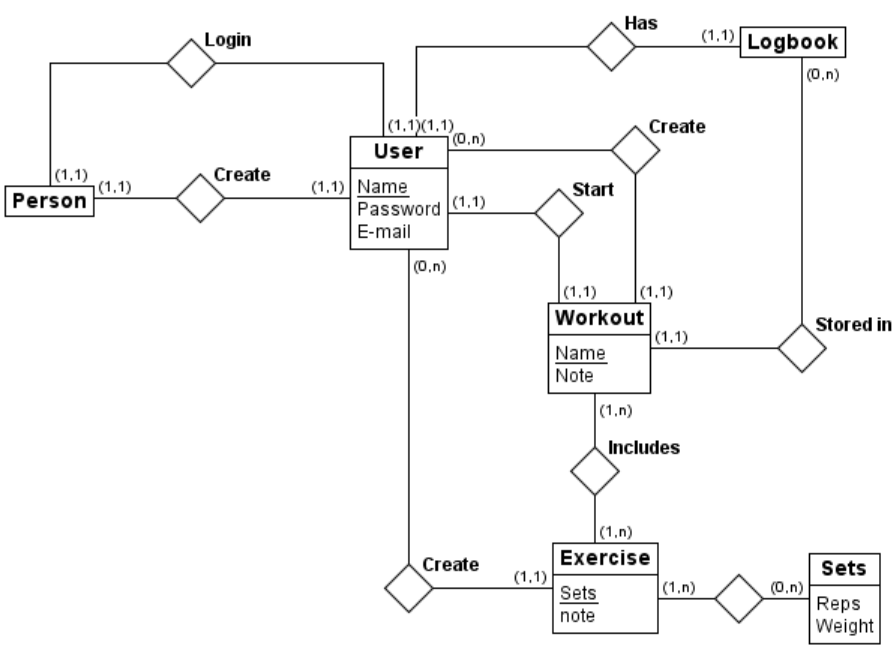 Has
Login
(1,1)
Logbook
(0,n)
(1,1)(1,1)
(0,n)
Create
User
(1,1)
(1,1)
Create
(1,1)
Person
Name
Password
E-mail
(1,1)
Start
(0,n)
(1,1)
(1,1)
Workout
Stored in
(1,1)
Name
Note
(1,n)
Includes
(1,n)
Exercise
Create
(1,1)
Sets
(1,n)
(0,n)
Sets
note
Reps
Weight